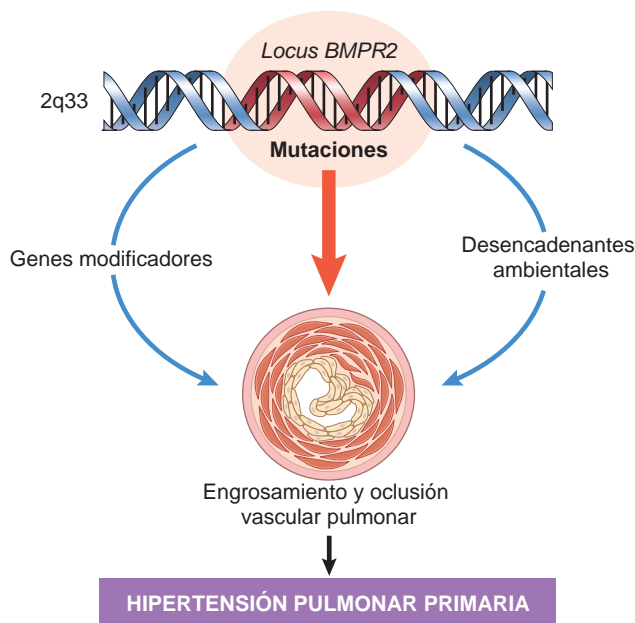 Locus BMPR2
2q33
Mutaciones
Genes modificadores
Desencadenantes
ambientales
Engrosamiento y oclusión
vascular pulmonar
HIPERTENSIÓN PULMONAR PRIMARIA